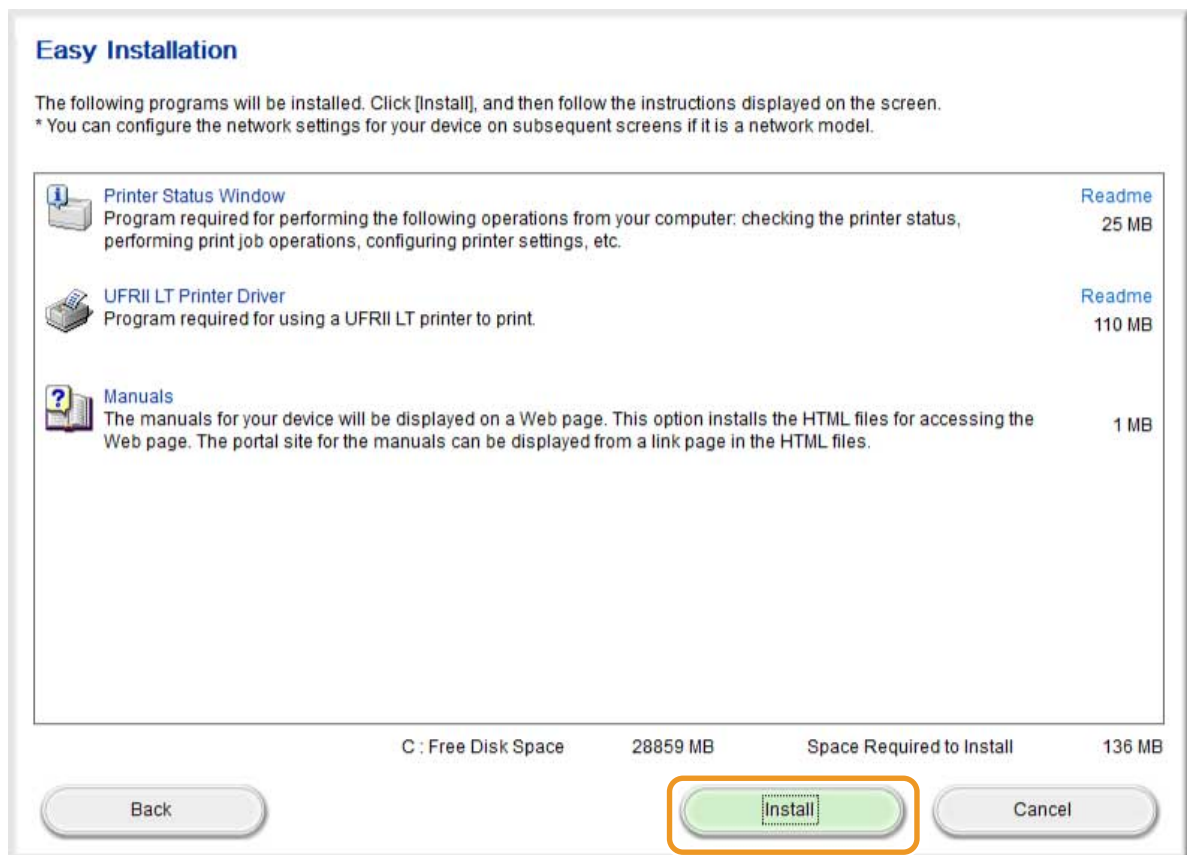 Easy Installation
The following programs will be installed. Click [Install], and then follow the instructions displayed on the screen.
* You can configure the network settings for your device on subsequent screens if it is a network model.
Printer Status Window Readme
Program required for performing the following operations from your computer: checking the printer status, 25 MB
performing print job operations, configuring printer settings, etc.
UFRII LT Printer Driver Readme
Program required for using a UFRII LT printer to print. 110 MB
Manuals
The manuals for your device will be displayed on a Web page. This option installs the HTML files for accessing the 1 MB
Web page. The portal site for the manuals can be displayed from a link page in the HTML files.
C : Free Disk Space 28859 MB Space Required to Install 136 MB
Back Install Cancel